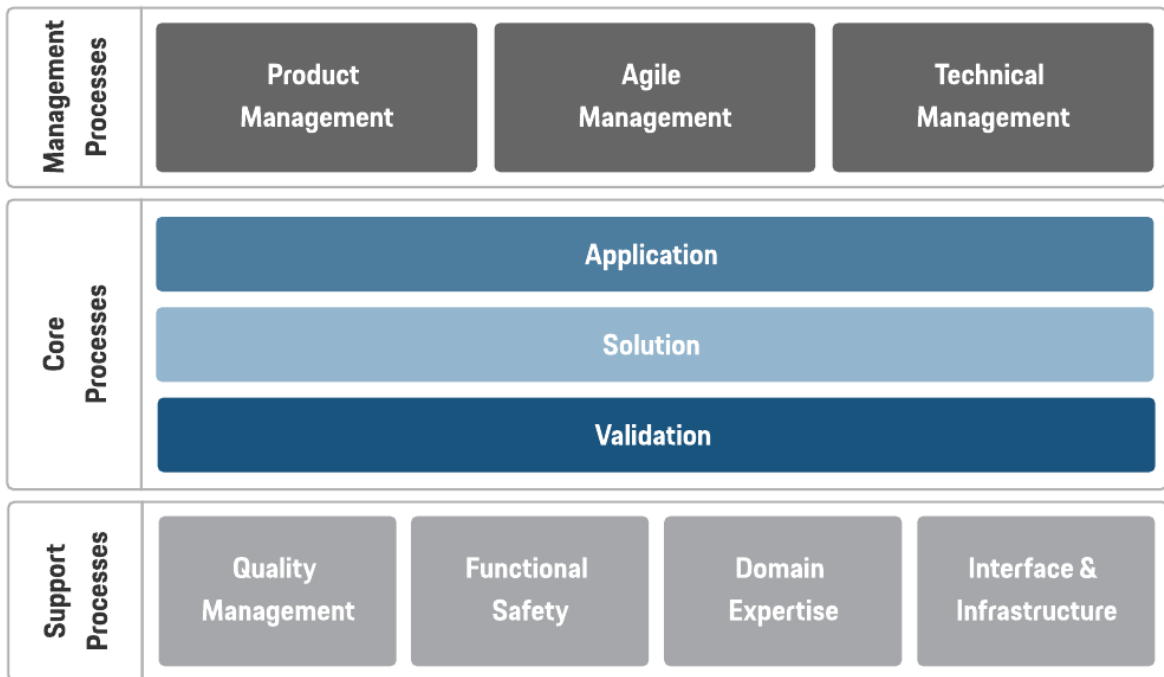 Management
Processes
Product
Management
Agile
Management
Technical
Management
Core
Processes
Application
Solution
Validation
Support
Processes
Quality
Management
Functional
Safety
Domain
Expertise
Interface &
Infrastructure